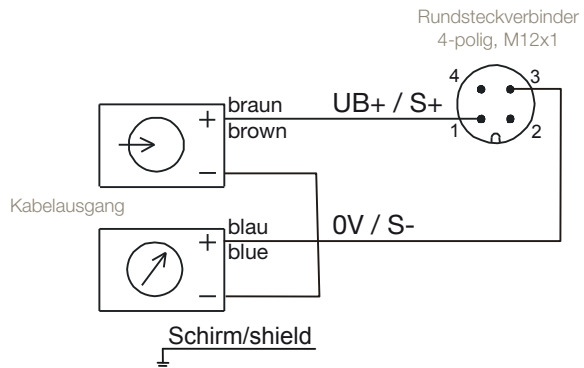 Rundsteckverbinder
4-polig, M12x1
4 3
braun UB+ / S+
+
brown
1 2
–
Kabelausgang
blau 0V / S-
+
blue
–
Schirm/shield